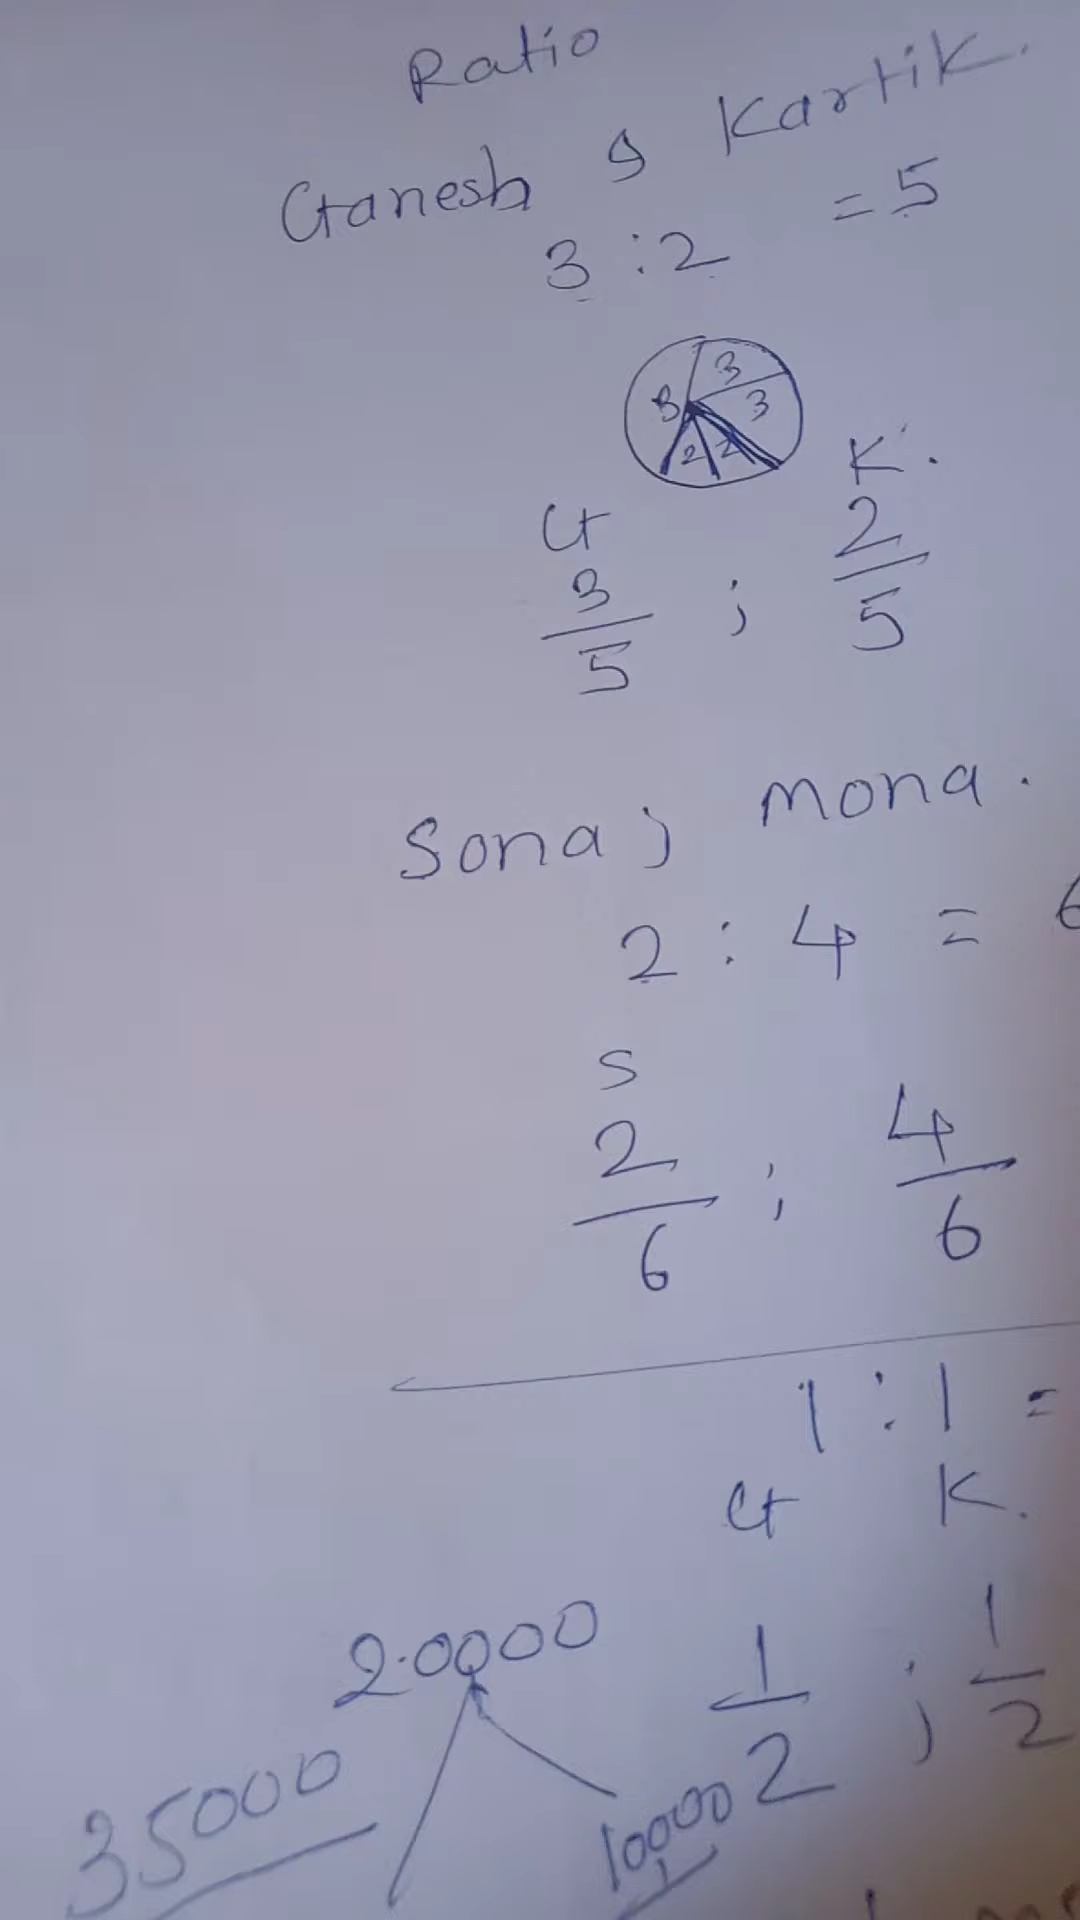 Ratio
Ganesh & Kartik.
3 : 2 = 5
3
3 3
2 2
G K.
3/5 ; 2/5
Sona ; mona.
2 : 4 = 6
S
2/6 ; 4/6
1 : 1 =
G K.
1/2 ; 1/2
20000
35000
10000